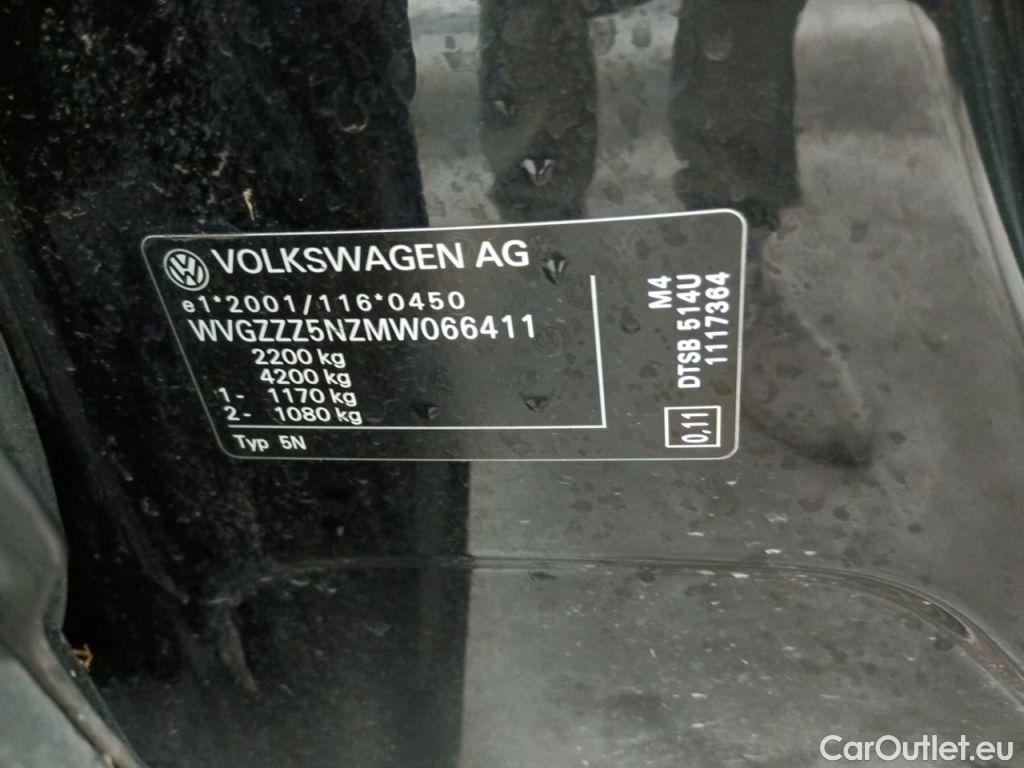 VOLKSWAGEN AG
e1*2001/116*0450
WVGZZZ5NZMW066411
2200 kg
4200 kg
1- 1170 kg
2- 1080 kg
Typ 5N
M4
DTSB 514U
1117364
0,11
CarOutlet.eu